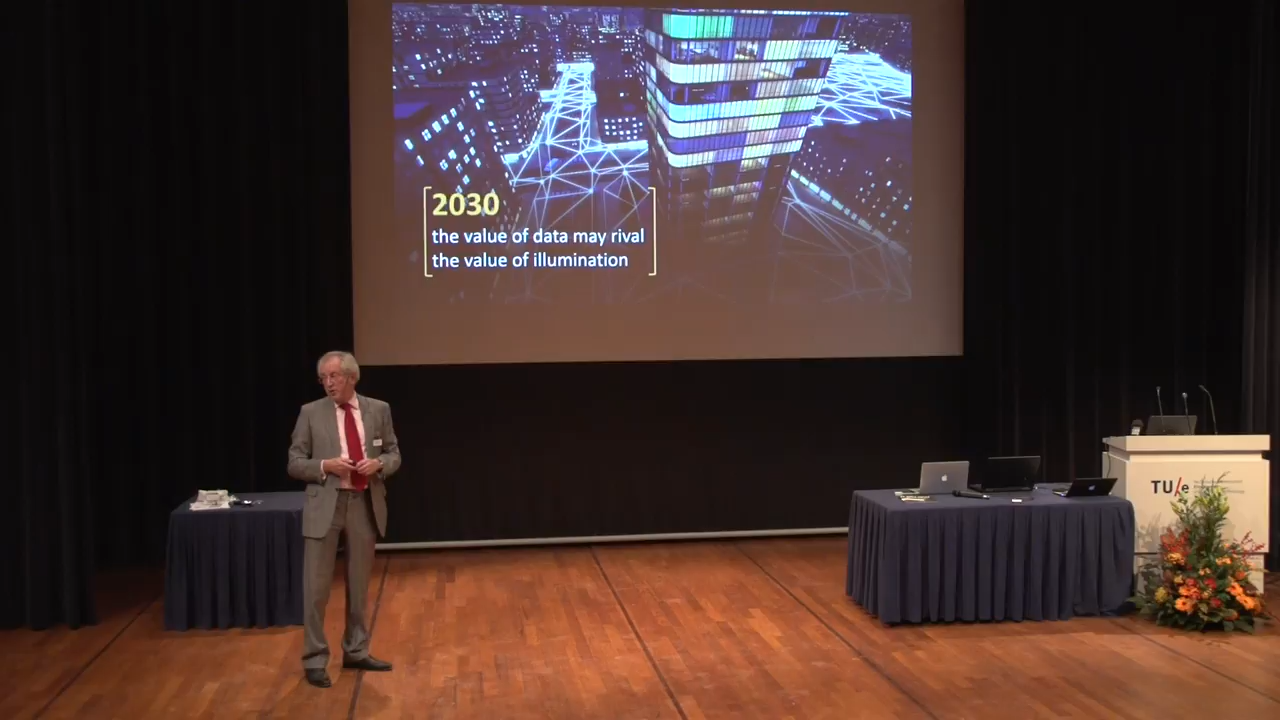 2030
the value of data may rival
the value of illumination
TU/e